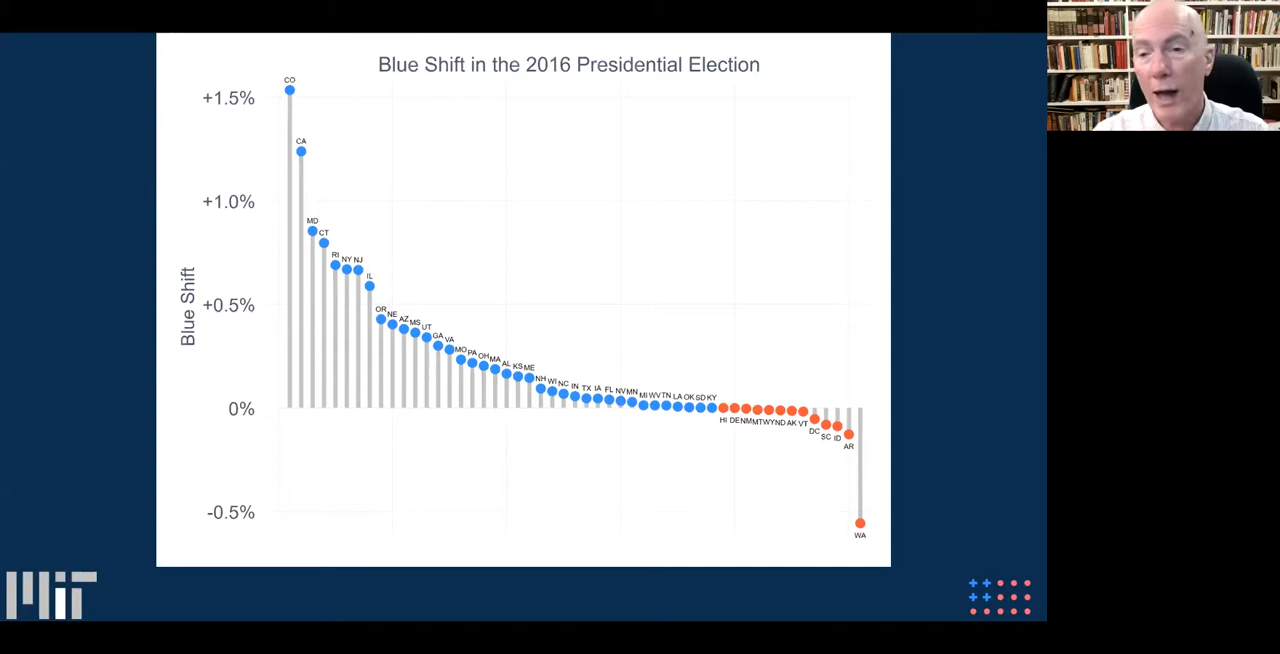 Blue Shift in the 2016 Presidential Election
Blue Shift
+1.5%
+1.0%
+0.5%
0%
-0.5%
CO
CA
MD
CT
RI
NY
NJ
IL
OR
NE
AZ
MS
UT
GA
VA
MO
PA
OH
MA
AL
KS
ME
NH
WI
NC
IN
TX
IA
FL
NV
MN
MI
WV
TN
LA
OK
SD
KY
HI
DE
NM
MT
WY
ND
AK
VT
DC
SC
ID
AR
WA
MIT